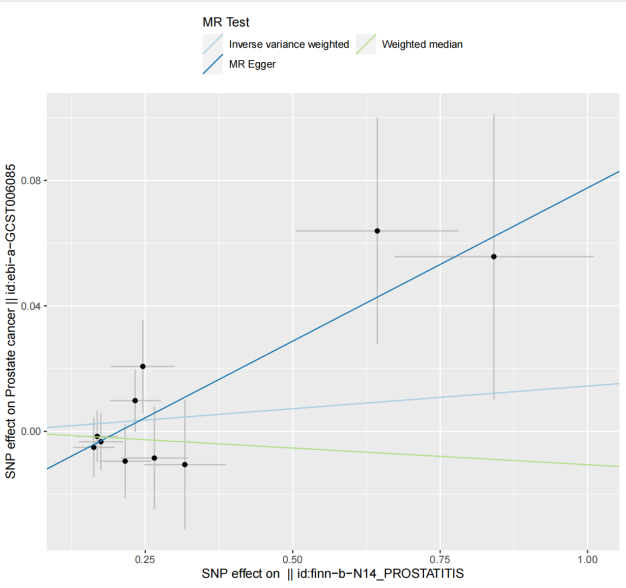 MR Test
Inverse variance weighted
Weighted median
MR Egger
SNP effect on Prostate cancer || id:ebi-a-GCST006085
0.08
0.04
0.00
0.25
0.50
0.75
1.00
SNP effect on || id:finn-b-N14_PROSTATITIS